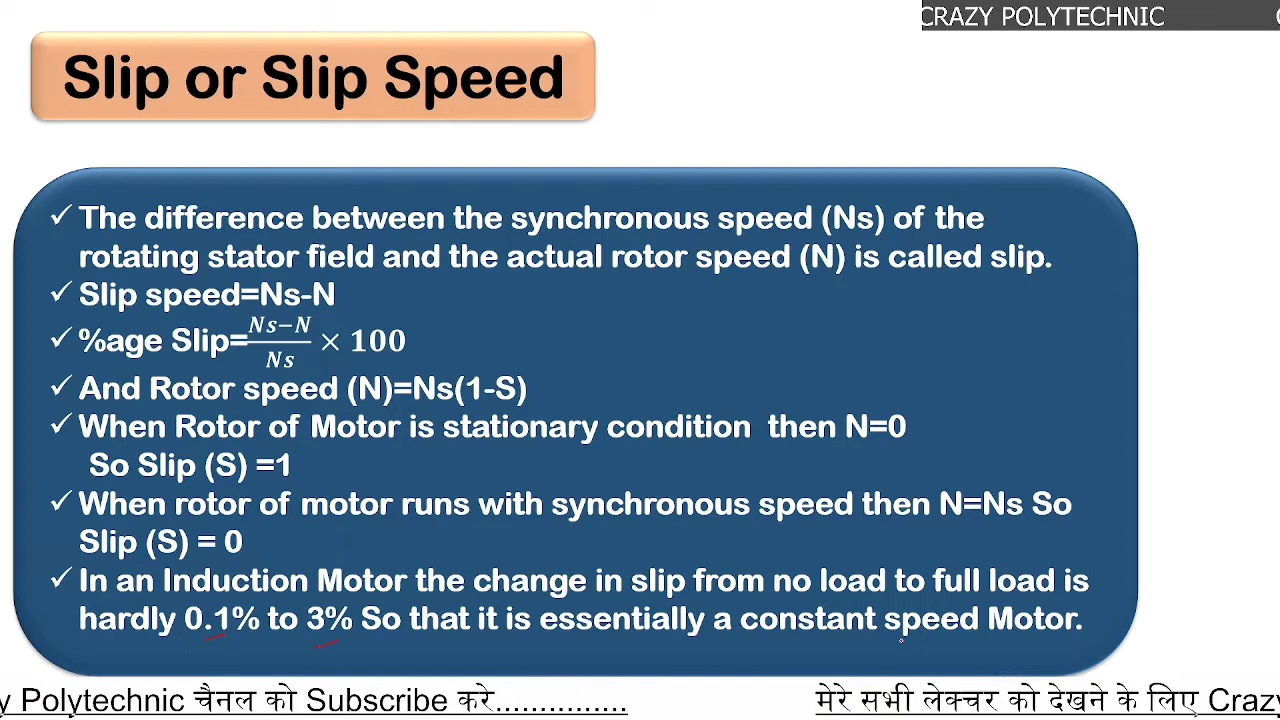 CRAZY POLYTECHNIC
Slip or Slip Speed
✓ The difference between the synchronous speed (Ns) of the
rotating stator field and the actual rotor speed (N) is called slip.
✓ Slip speed=Ns-N
✓ %age Slip=\frac{Ns-N}{Ns} × 100
✓ And Rotor speed (N)=Ns(1-S)
✓ When Rotor of Motor is stationary condition then N=0
So Slip (S) =1
✓ When rotor of motor runs with synchronous speed then N=Ns So
Slip (S) = 0
✓ In an Induction Motor the change in slip from no load to full load is
hardly 0.1% to 3% So that it is essentially a constant speed Motor.
y Polytechnic चैनल को Subscribe करे............... मेरे सभी लेक्चर को देखने के लिए Crazy